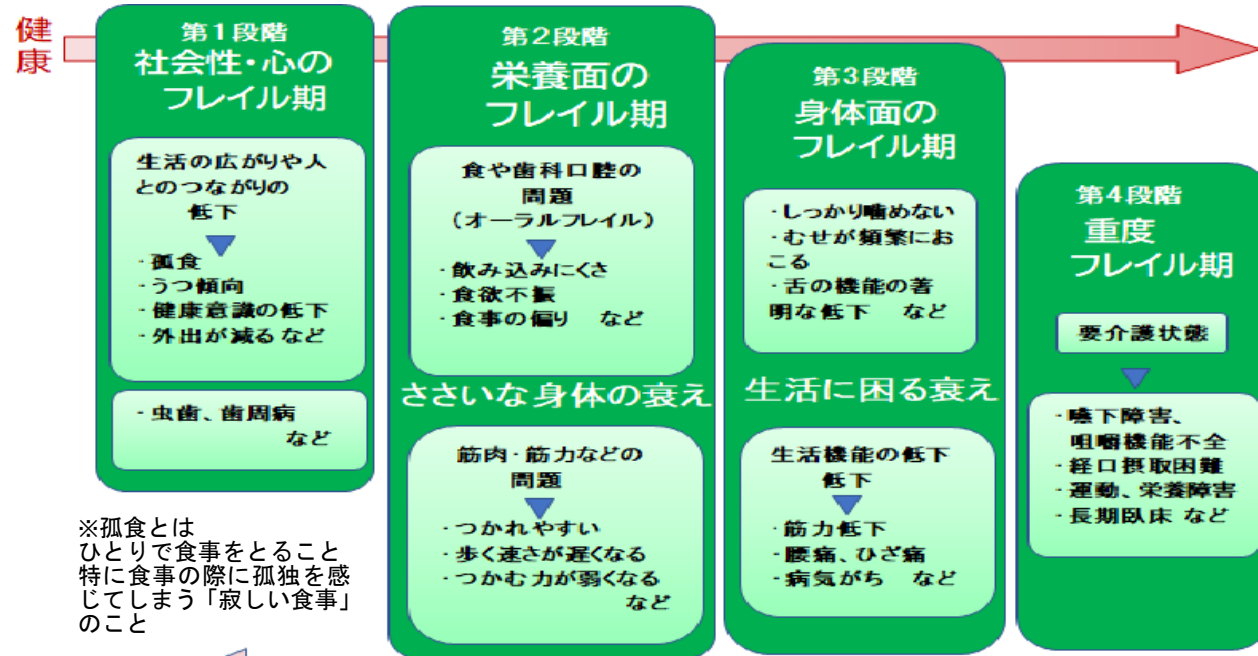 健
康
第1段階
社会性・心の
フレイル期
生活の広がりや人
とのつながりの
低下
・孤食
・うつ傾向
・健康意識の低下
・外出が減るなど
・虫歯、歯周病
など
※孤食とは
ひとりで食事をとること
特に食事の際に孤独を感
じてしまう「寂しい食事」
のこと
第2段階
栄養面の
フレイル期
食や歯科口腔の
問題
(オーラルフレイル)
・飲み込みにくさ
・食欲不振
・食事の偏り など
ささいな身体の衰え
筋肉・筋力などの
問題
・つかれやすい
・歩く速さが遅くなる
・つかむ力が弱くなる
など
第3段階
身体面の
フレイル期
・しっかり噛めない
・むせが頻繁にお
こる
・舌の機能の著
明な低下 など
生活に困る衰え
生活機能の低下
低下
・筋力低下
・腰痛、ひざ痛
・病気がち など
第4段階
重度
フレイル期
要介護状態
・嚥下障害、
咀嚼機能不全
・経口摂取困難
・運動、栄養障害
・長期臥床 など